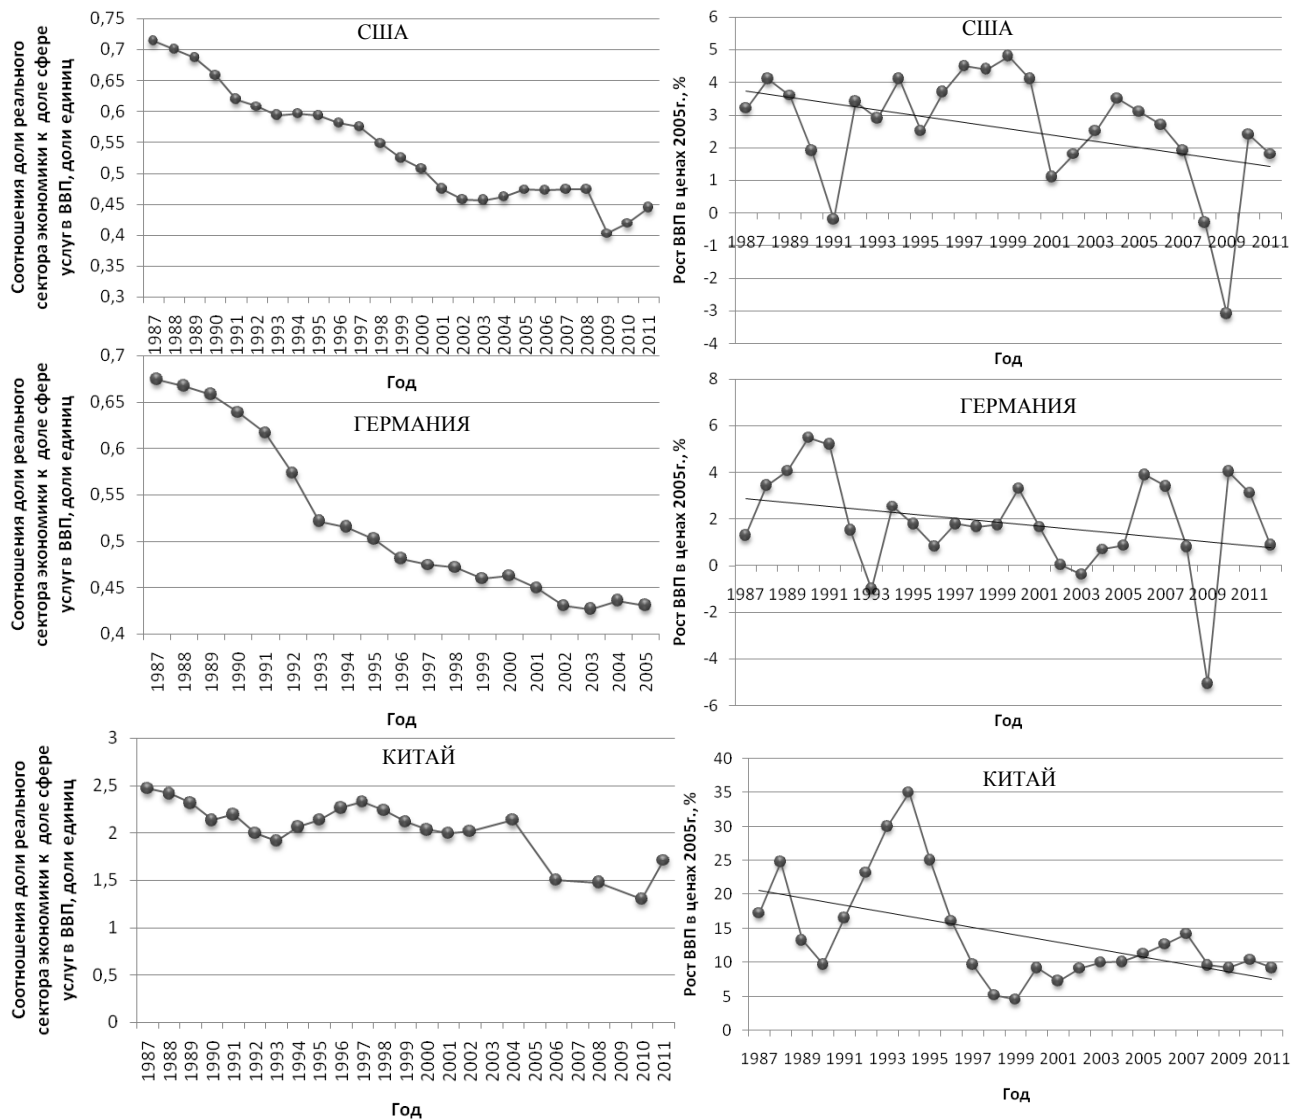 Соотношения доли реального
сектора экономики к доле сфере
услуг в ВВП, доли единиц
США
0,75
0,7
0,65
0,6
0,55
0,5
0,45
0,4
0,35
0,3
1987 1988 1989 1990 1991 1992 1993 1994 1995 1996 1997 1998 1999 2000 2001 2002 2003 2004 2005 2006 2007 2008 2009 2010 2011
Год
Рост ВВП в ценах 2005г., %
США
6
5
4
3
2
1
0
-1
-2
-3
-4
1987 1989 1991 1993 1995 1997 1999 2001 2003 2005 2007 2009 2011
Год
Соотношения доли реального
сектора экономики к доле сфере
услуг в ВВП, доли единиц
ГЕРМАНИЯ
0,7
0,65
0,6
0,55
0,5
0,45
0,4
1987 1988 1989 1990 1991 1992 1993 1994 1995 1996 1997 1998 1999 2000 2001 2002 2003 2004 2005
Год
Рост ВВП в ценах 2005г., %
ГЕРМАНИЯ
8
6
4
2
0
-2
-4
-6
1987 1989 1991 1993 1995 1997 1999 2001 2003 2005 2007 2009 2011
Год
Соотношения доли реального
сектора экономики к доле сфере
услуг в ВВП, доли единиц
КИТАЙ
3
2,5
2
1,5
1
0,5
0
1987 1988 1989 1990 1991 1992 1993 1994 1995 1996 1997 1998 1999 2000 2001 2002 2003 2004 2005 2006 2007 2008 2009 2010 2011
Год
Рост ВВП в ценах 2005г., %
КИТАЙ
40
35
30
25
20
15
10
5
0
1987 1989 1991 1993 1995 1997 1999 2001 2003 2005 2007 2009 2011
Год